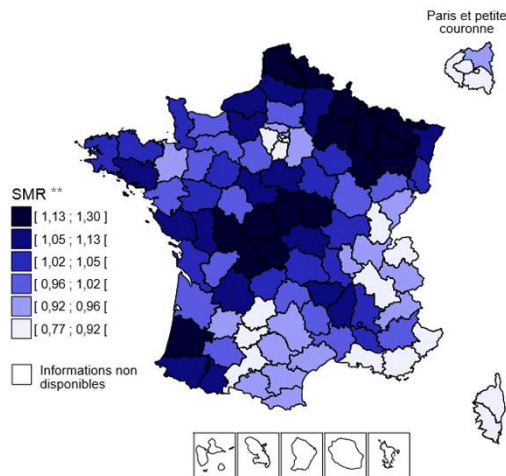 Paris et petite
couronne
SMR **
[ 1,13 ; 1,30 ]
[ 1,05 ; 1,13 [
[ 1,02 ; 1,05 [
[ 0,96 ; 1,02 [
[ 0,92 ; 0,96 [
[ 0,77 ; 0,92 [
Informations non
disponibles